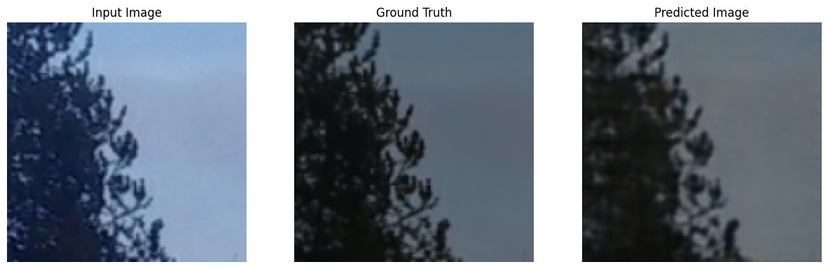 Input Image
Ground Truth
Predicted Image